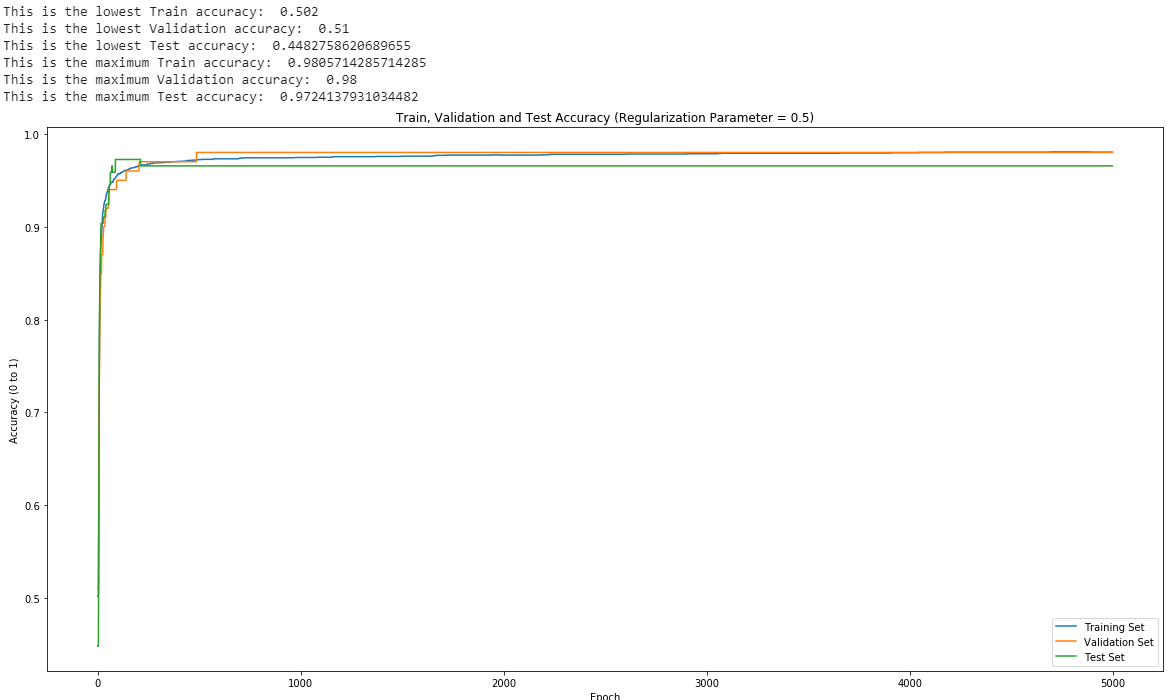 This is the lowest Train accuracy:  0.502
This is the lowest Validation accuracy:  0.51
This is the lowest Test accuracy:  0.4482758620689655
This is the maximum Train accuracy:  0.9805714285714285
This is the maximum Validation accuracy:  0.98
This is the maximum Test accuracy:  0.9724137931034482
Train, Validation and Test Accuracy (Regularization Parameter = 0.5)
1.0
0.9
0.8
0.7
0.6
0.5
Accuracy (0 to 1)
Training Set
Validation Set
Test Set
0 1000 2000 3000 4000 5000
Epoch